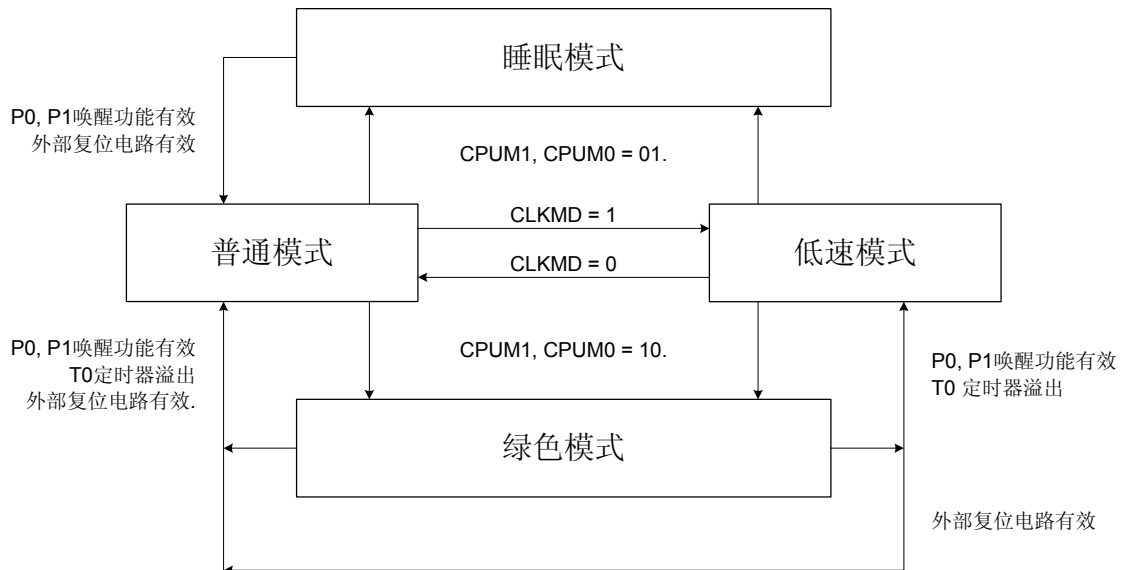 睡眠模式
P0, P1唤醒功能有效
外部复位电路有效
CPUM1, CPUM0 = 01.
普通模式
CLKMD = 1
CLKMD = 0
低速模式
P0, P1唤醒功能有效
T0定时器溢出
外部复位电路有效.
CPUM1, CPUM0 = 10.
P0, P1唤醒功能有效
T0 定时器溢出
绿色模式
外部复位电路有效